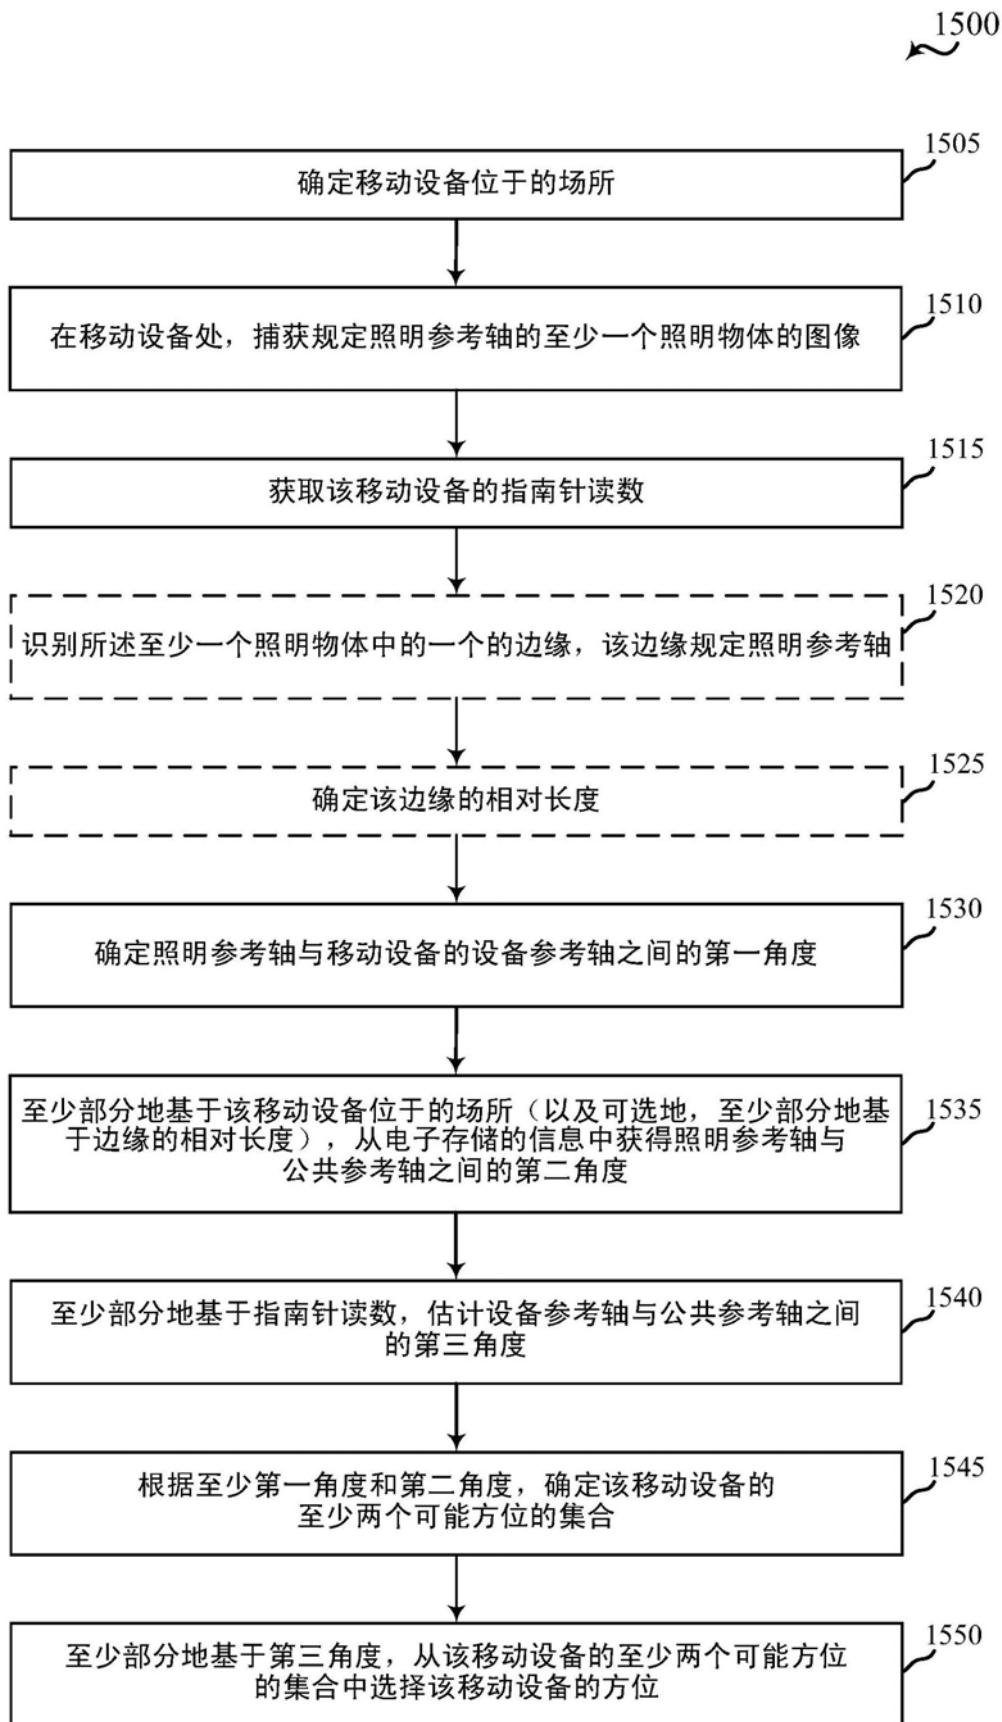 1500
1505
确定移动设备位于的场所
1510
在移动设备处，捕获规定照明参考轴的至少一个照明物体的图像
1515
获取该移动设备的指南针读数
1520
识别所述至少一个照明物体中的一个的边缘，该边缘规定照明参考轴
1525
确定该边缘的相对长度
1530
确定照明参考轴与移动设备的设备参考轴之间的第一角度
1535
至少部分地基于该移动设备位于的场所（以及可选地，至少部分地基
于边缘的相对长度），从电子存储的信息中获得照明参考轴与
公共参考轴之间的第二角度
1540
至少部分地基于指南针读数，估计设备参考轴与公共参考轴之间
的第三角度
1545
根据至少第一角度和第二角度，确定该移动设备的
至少两个可能方位的集合
1550
至少部分地基于第三角度，从该移动设备的至少两个可能方位
的集合中选择该移动设备的方位